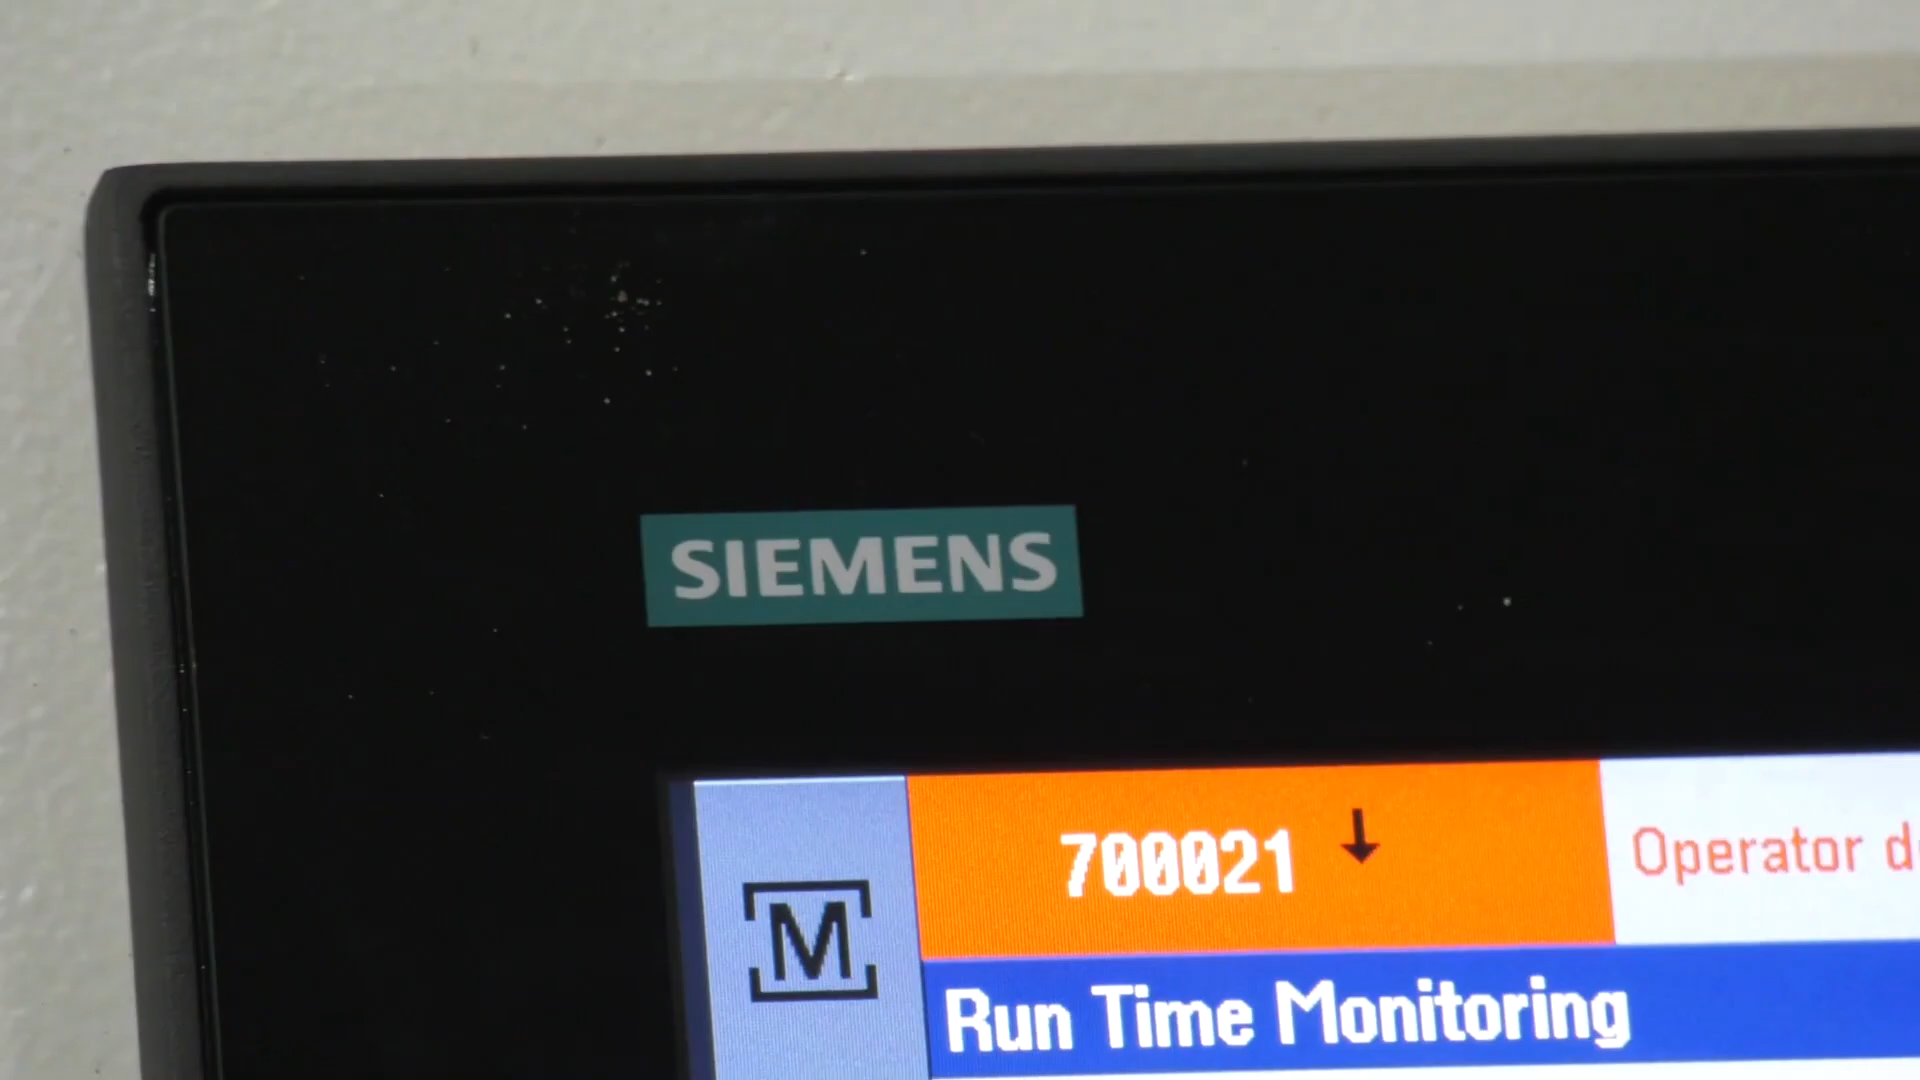 SIEMENS
700021 ↓ Operator
M
Run Time Monitoring